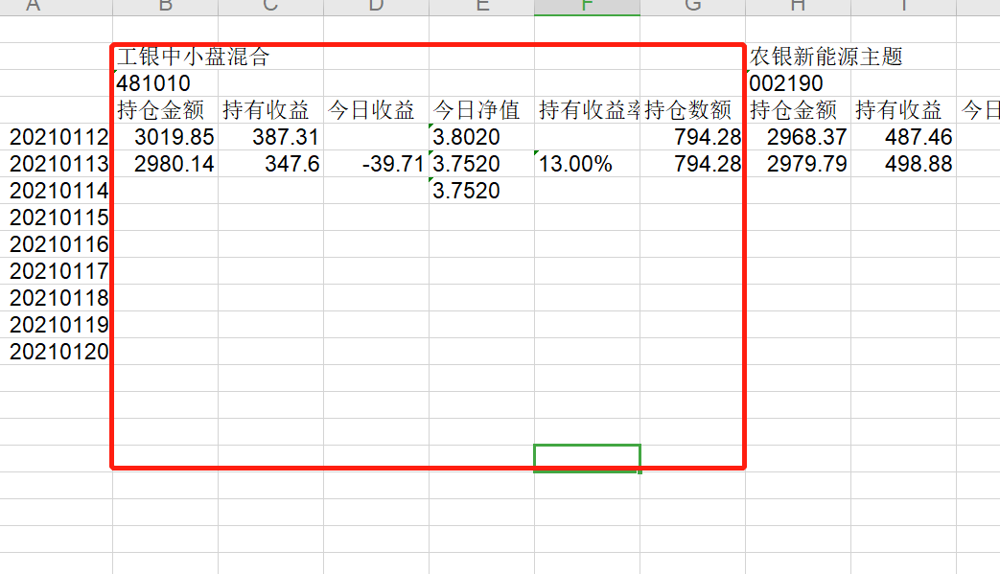 A B C D E F G H I
工银中小盘混合 农银新能源主题
481010 002190
持仓金额 持有收益 今日收益 今日净值 持有收益率 持仓数额 持仓金额 持有收益 今日
20210112 3019.85 387.31 3.8020 794.28 2968.37 487.46
20210113 2980.14 347.6 -39.71 3.7520 13.00% 794.28 2979.79 498.88
20210114 3.7520
20210115
20210116
20210117
20210118
20210119
20210120